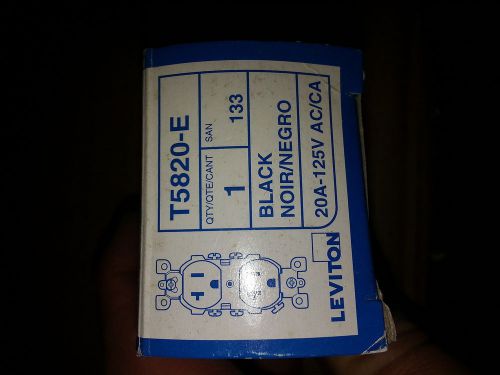 T5820-E
QTY/QTE/CANT SAN
1 133
BLACK
NOIR/NEGRO
20A-125V AC/CA
LEVITON